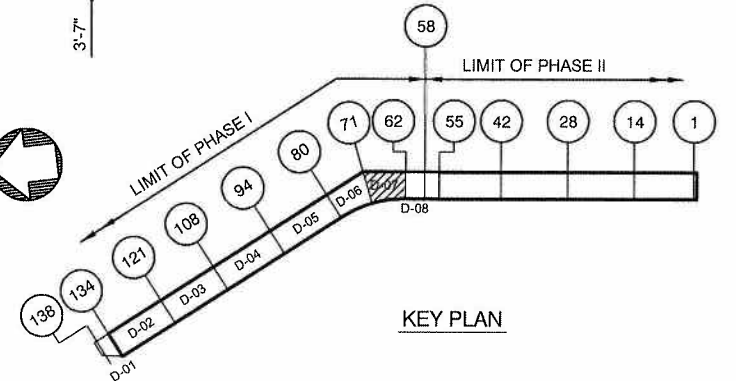 3'-7"
58
LIMIT OF PHASE II
LIMIT OF PHASE I
71
62
55
42
28
14
1
80
94
108
121
134
138
D-07
D-06
D-08
D-05
D-04
D-03
D-02
D-01
KEY PLAN